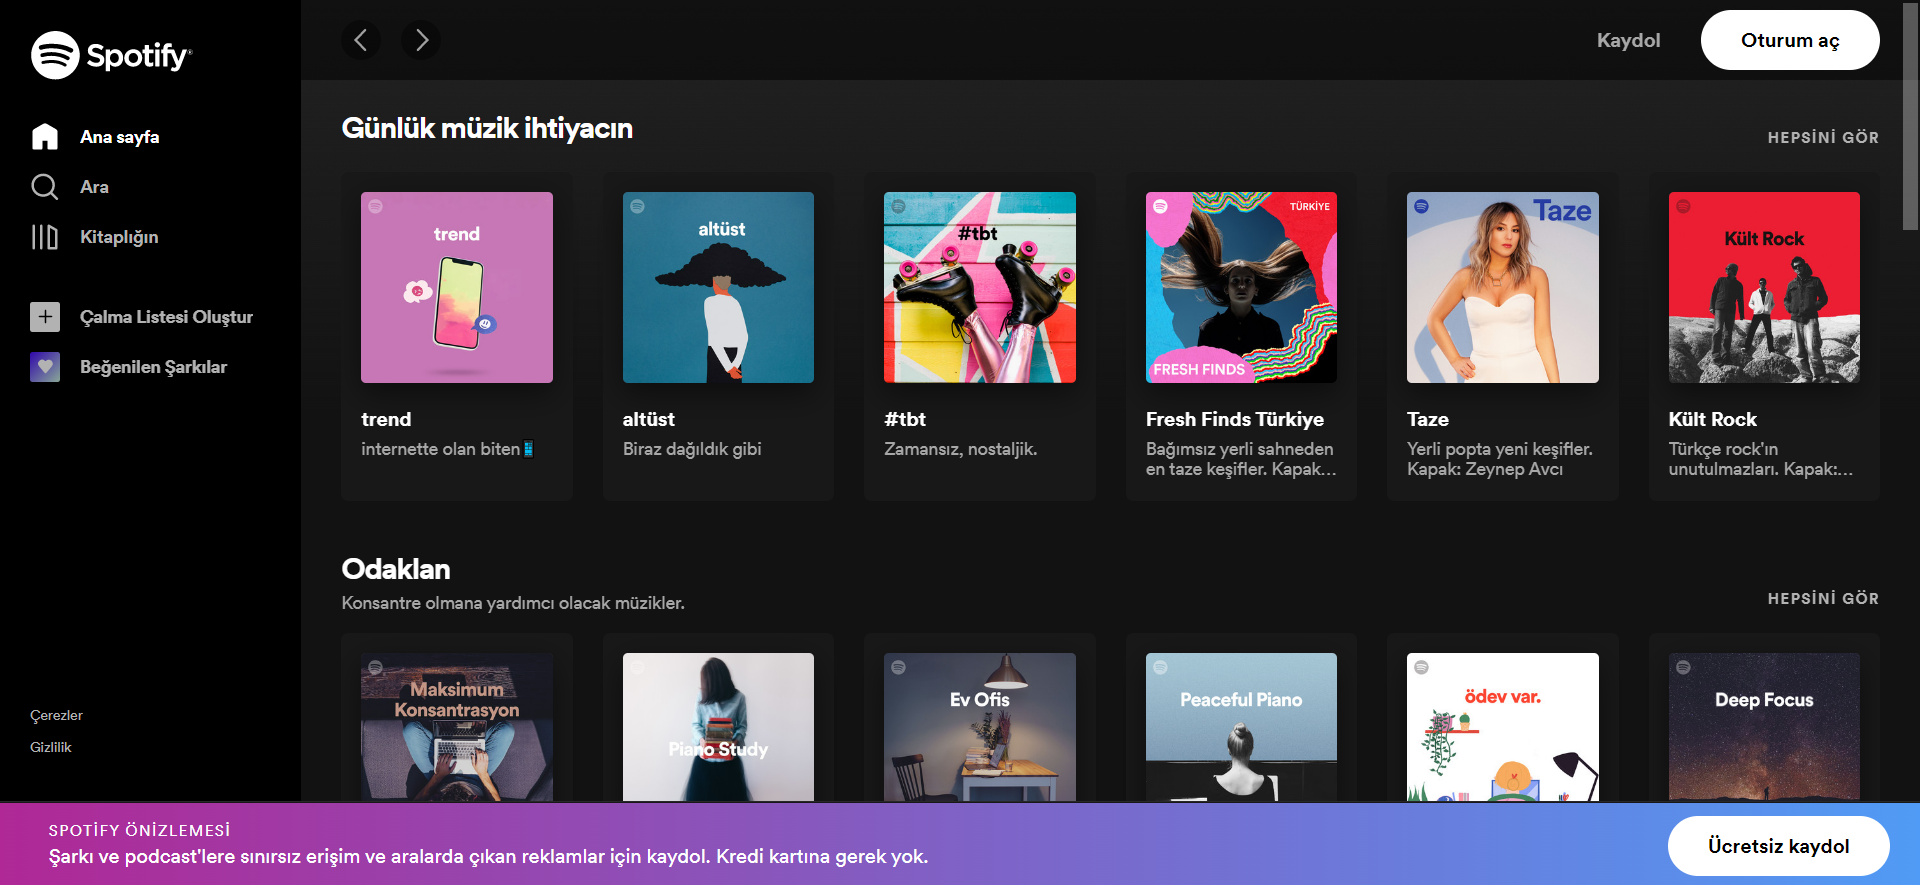 Spotify
Ana sayfa
Ara
Kitaplığın
Çalma Listesi Oluştur
Beğenilen Şarkılar
Çerezler
Gizlilik
Kaydol
Oturum aç
Günlük müzik ihtiyacın
HEPSİNİ GÖR
trend
altüst
#tbt
TÜRKİYE
FRESH FINDS
Taze
Kült Rock
trend
internette olan biten
altüst
Biraz dağıldık gibi
#tbt
Zamansız, nostaljik.
Fresh Finds Türkiye
Bağımsız yerli sahneden
en taze keşifler. Kapak...
Taze
Yerli popta yeni keşifler.
Kapak: Zeynep Avcı
Kült Rock
Türkçe rock'ın
unutulmazları. Kapak:...
Odaklan
Konsantre olmana yardımcı olacak müzikler.
HEPSİNİ GÖR
Maksimum
Konsantrasyon
Piano Study
Ev Ofis
Peaceful Piano
ödev var.
Deep Focus
SPOTİFY ÖNİZLEMESİ
Şarkı ve podcast'lere sınırsız erişim ve aralarda çıkan reklamlar için kaydol. Kredi kartına gerek yok.
Ücretsiz kaydol